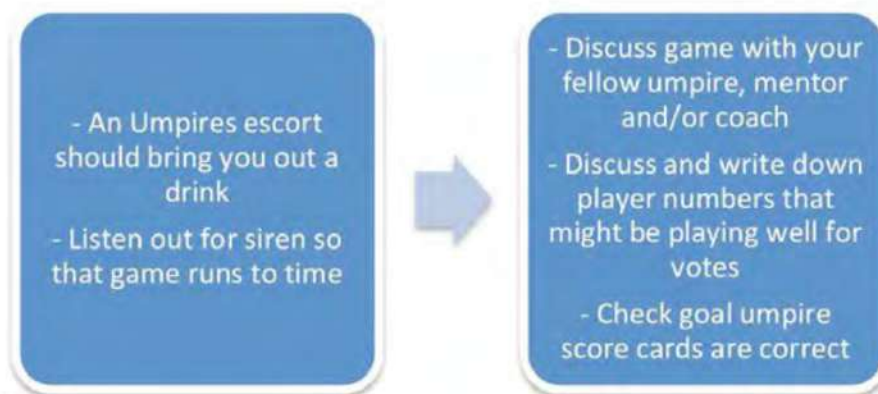 - An Umpires escort
should bring you out a
drink
- Listen out for siren so
that game runs to time
- Discuss game with your
fellow umpire, mentor
and/or coach
- Discuss and write down
player numbers that
might be playing well for
votes
- Check goal umpire
score cards are correct